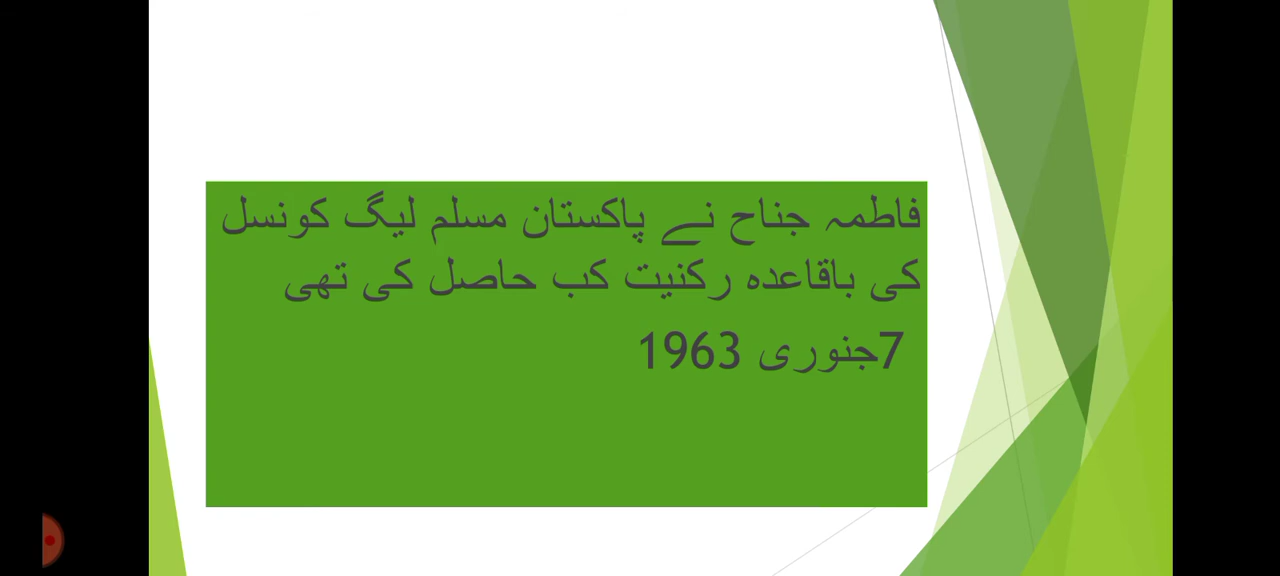 فاطمہ جناح نے پاکستان مسلم لیگ کونسل
کی باقاعدہ رکنیت کب حاصل کی تھی
7جنوری 1963